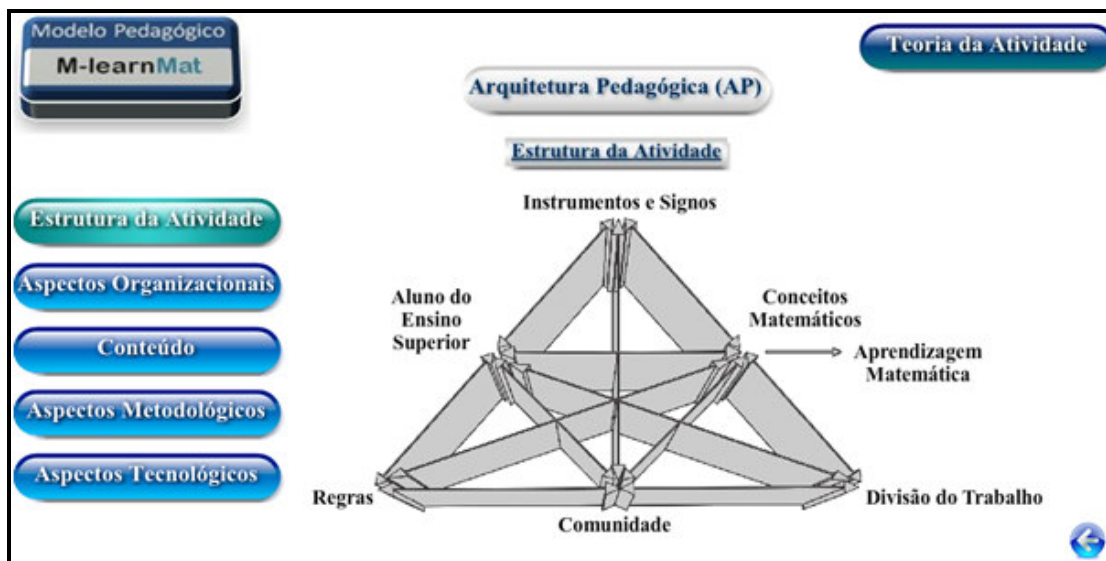 Modelo Pedagógico
M-learnMat
Teoria da Atividade
Arquitetura Pedagógica (AP)
Estrutura da Atividade
Estrutura da Atividade
Aspectos Organizacionais
Conteúdo
Aspectos Metodológicos
Aspectos Tecnológicos
Instrumentos e Signos
Aluno do
Ensino
Superior
Conceitos
Matemáticos
Aprendizagem
Matemática
Regras
Comunidade
Divisão do Trabalho